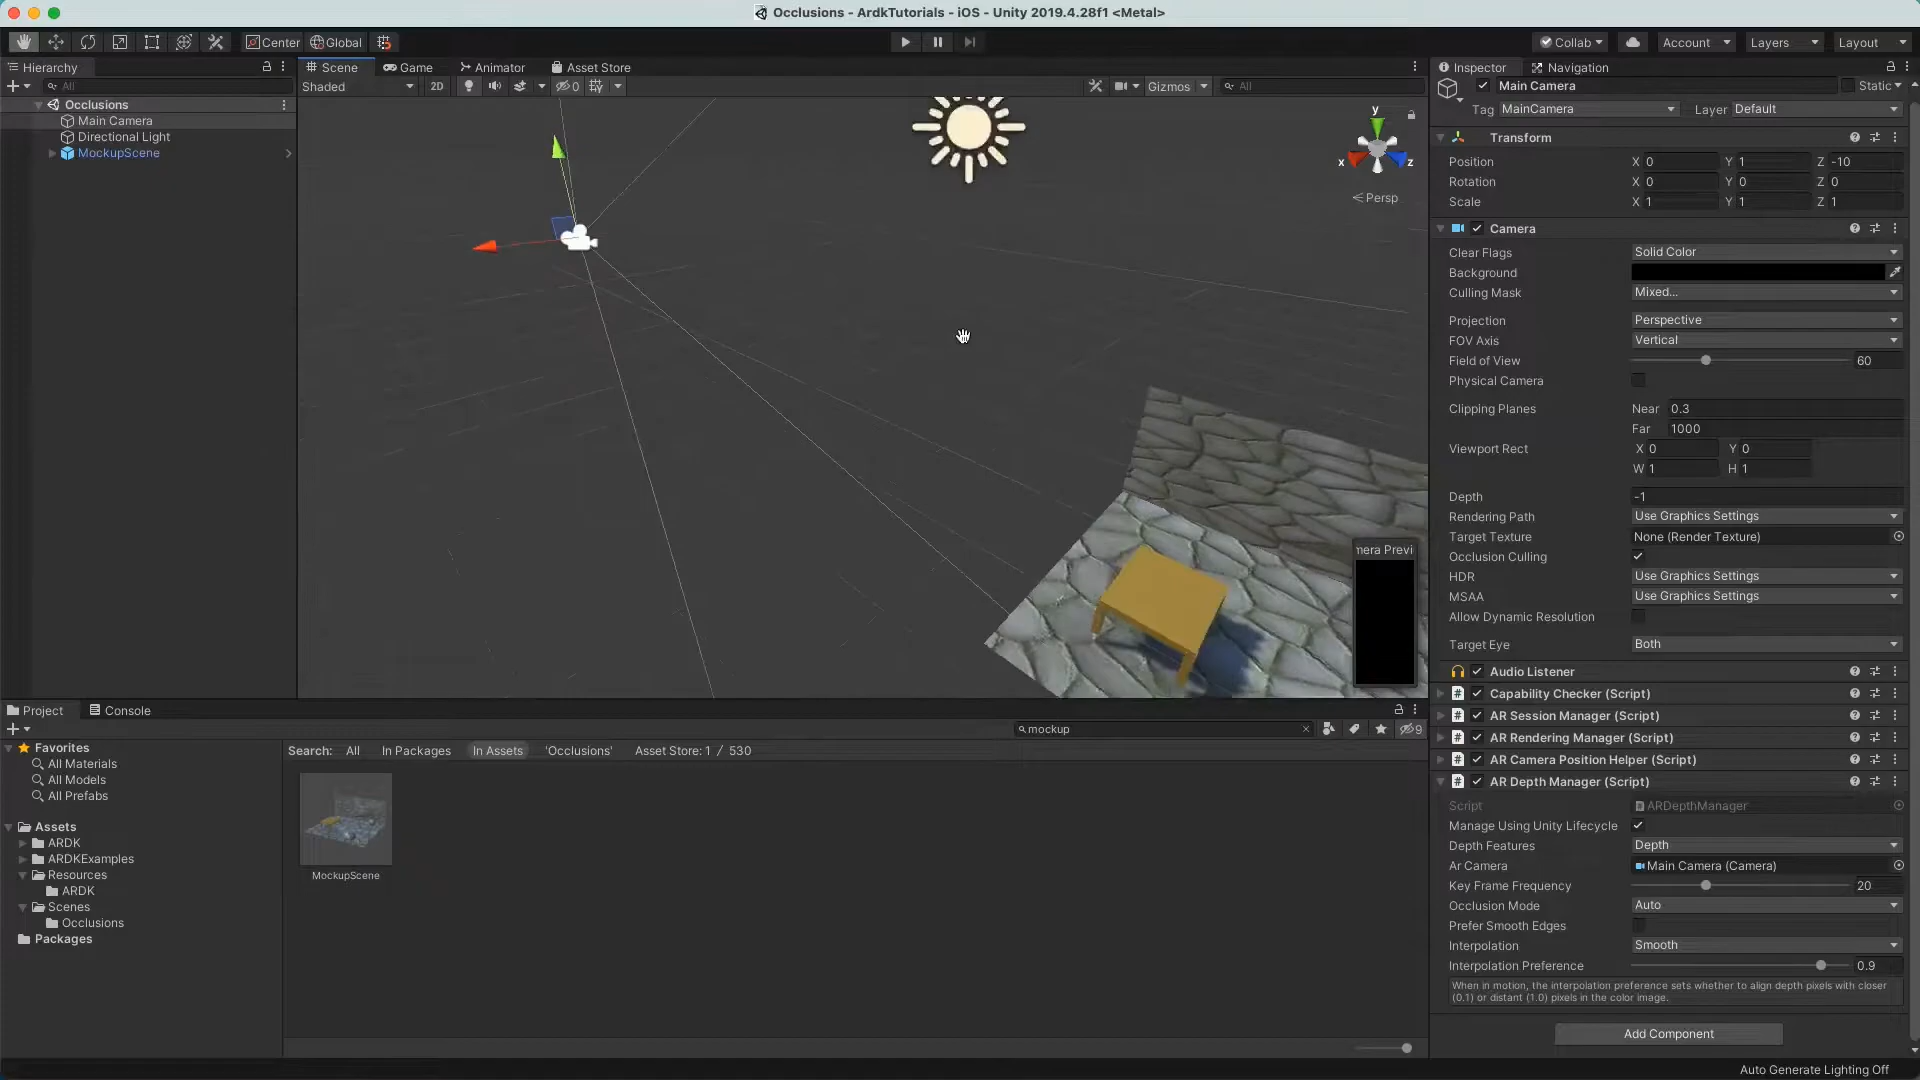 Occlusions - ArdkTutorials - iOS - Unity 2019.4.28f1 <Metal>
Center Global Collab Account Layers Layout
Hierarchy
All
Occlusions
Main Camera
Directional Light
MockupScene
Scene Game Animator Asset Store
Shaded 2D 0 Gizmos All
y
x z
Persp
mera Previ
Inspector Navigation
Main Camera Static
Tag MainCamera Layer Default
Transform
Position X 0 Y 1 Z -10
Rotation X 0 Y 0 Z 0
Scale X 1 Y 1 Z 1
Camera
Clear Flags Solid Color
Background
Culling Mask Mixed...
Projection Perspective
FOV Axis Vertical
Field of View 60
Physical Camera
Clipping Planes Near 0.3
Far 1000
Viewport Rect X 0 Y 0
W 1 H 1
Depth -1
Rendering Path Use Graphics Settings
Target Texture None (Render Texture)
Occlusion Culling
HDR Use Graphics Settings
MSAA Use Graphics Settings
Allow Dynamic Resolution
Target Eye Both
Audio Listener
# Capability Checker (Script)
# AR Session Manager (Script)
# AR Rendering Manager (Script)
# AR Camera Position Helper (Script)
# AR Depth Manager (Script)
Script ARDepthManager
Manage Using Unity Lifecycle
Depth Features Depth
Ar Camera Main Camera (Camera)
Key Frame Frequency 20
Occlusion Mode Auto
Prefer Smooth Edges
Interpolation Smooth
Interpolation Preference 0.9
When in motion, the interpolation preference sets whether to align depth pixels with closer
(0.1) or distant (1.0) pixels in the color image.
Add Component
Project Console
mockup 9
Favorites
All Materials
All Models
All Prefabs
Assets
ARDK
ARDKExamples
Resources
ARDK
Scenes
Occlusions
Packages
Search: All In Packages In Assets 'Occlusions' Asset Store: 1 / 530
MockupScene
Auto Generate Lighting Off